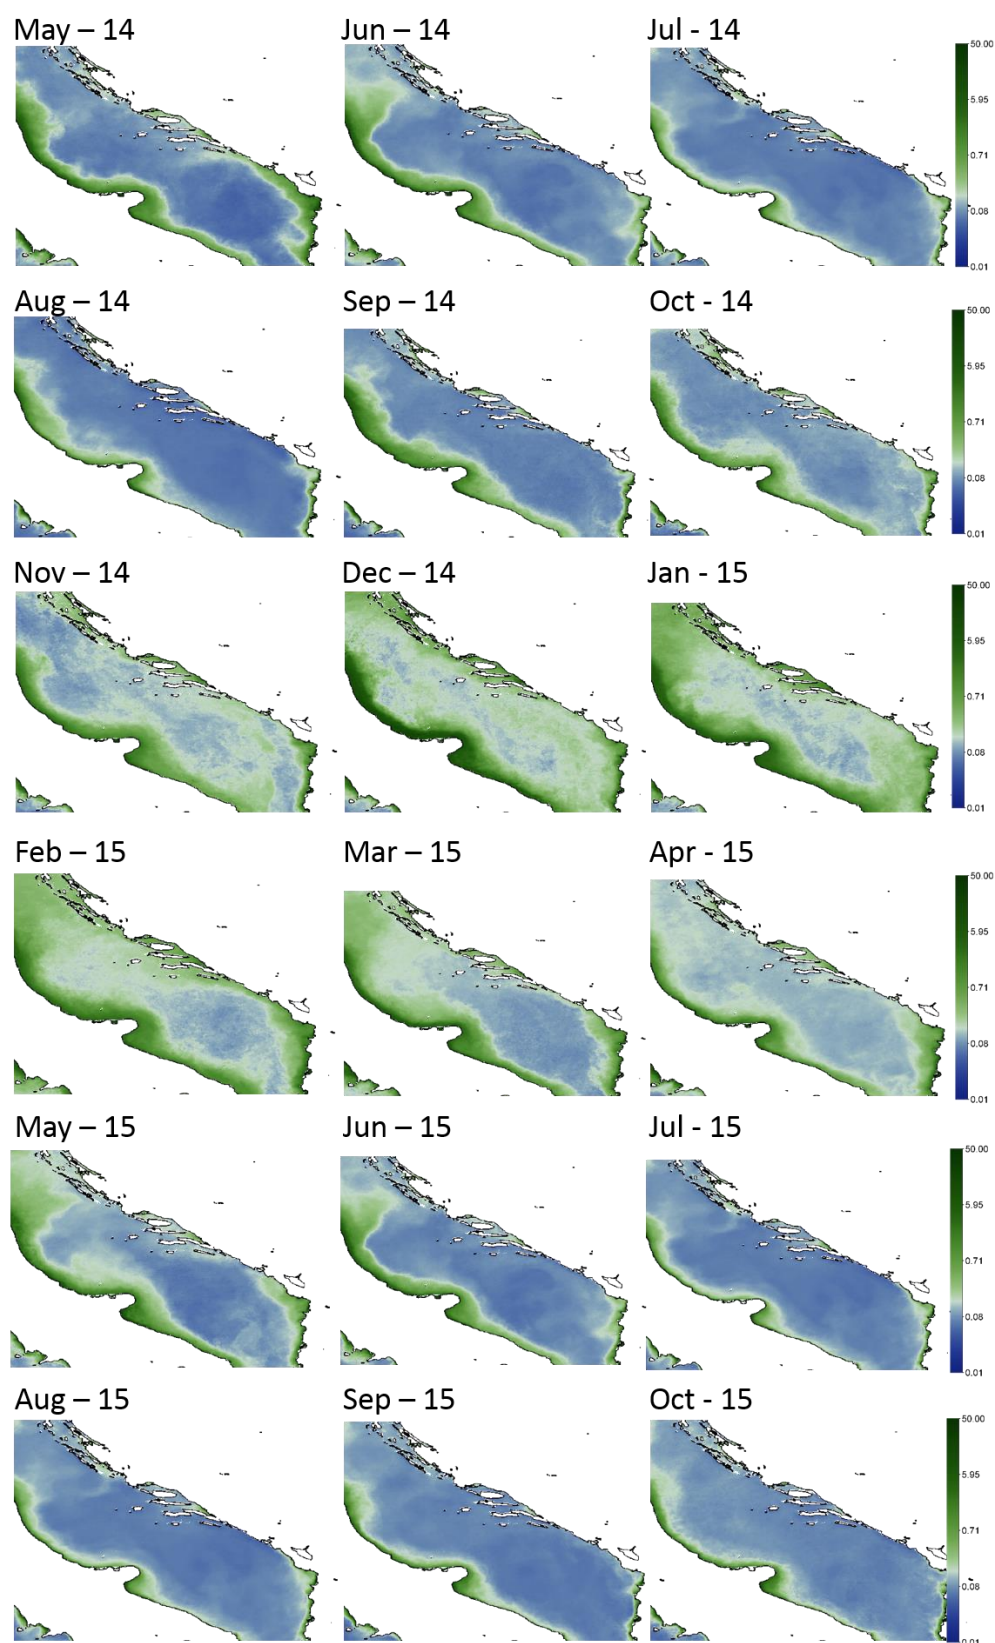 May – 14
Jun – 14
Jul - 14
50.00
5.95
0.71
0.08
0.01
Aug – 14
Sep – 14
Oct - 14
50.00
5.95
0.71
0.08
0.01
Nov – 14
Dec – 14
Jan - 15
50.00
5.95
0.71
0.08
0.01
Feb – 15
Mar – 15
Apr - 15
50.00
5.95
0.71
0.08
0.01
May – 15
Jun – 15
Jul - 15
50.00
5.95
0.71
0.08
0.01
Aug – 15
Sep – 15
Oct - 15
50.00
5.95
0.71
0.08
0.01